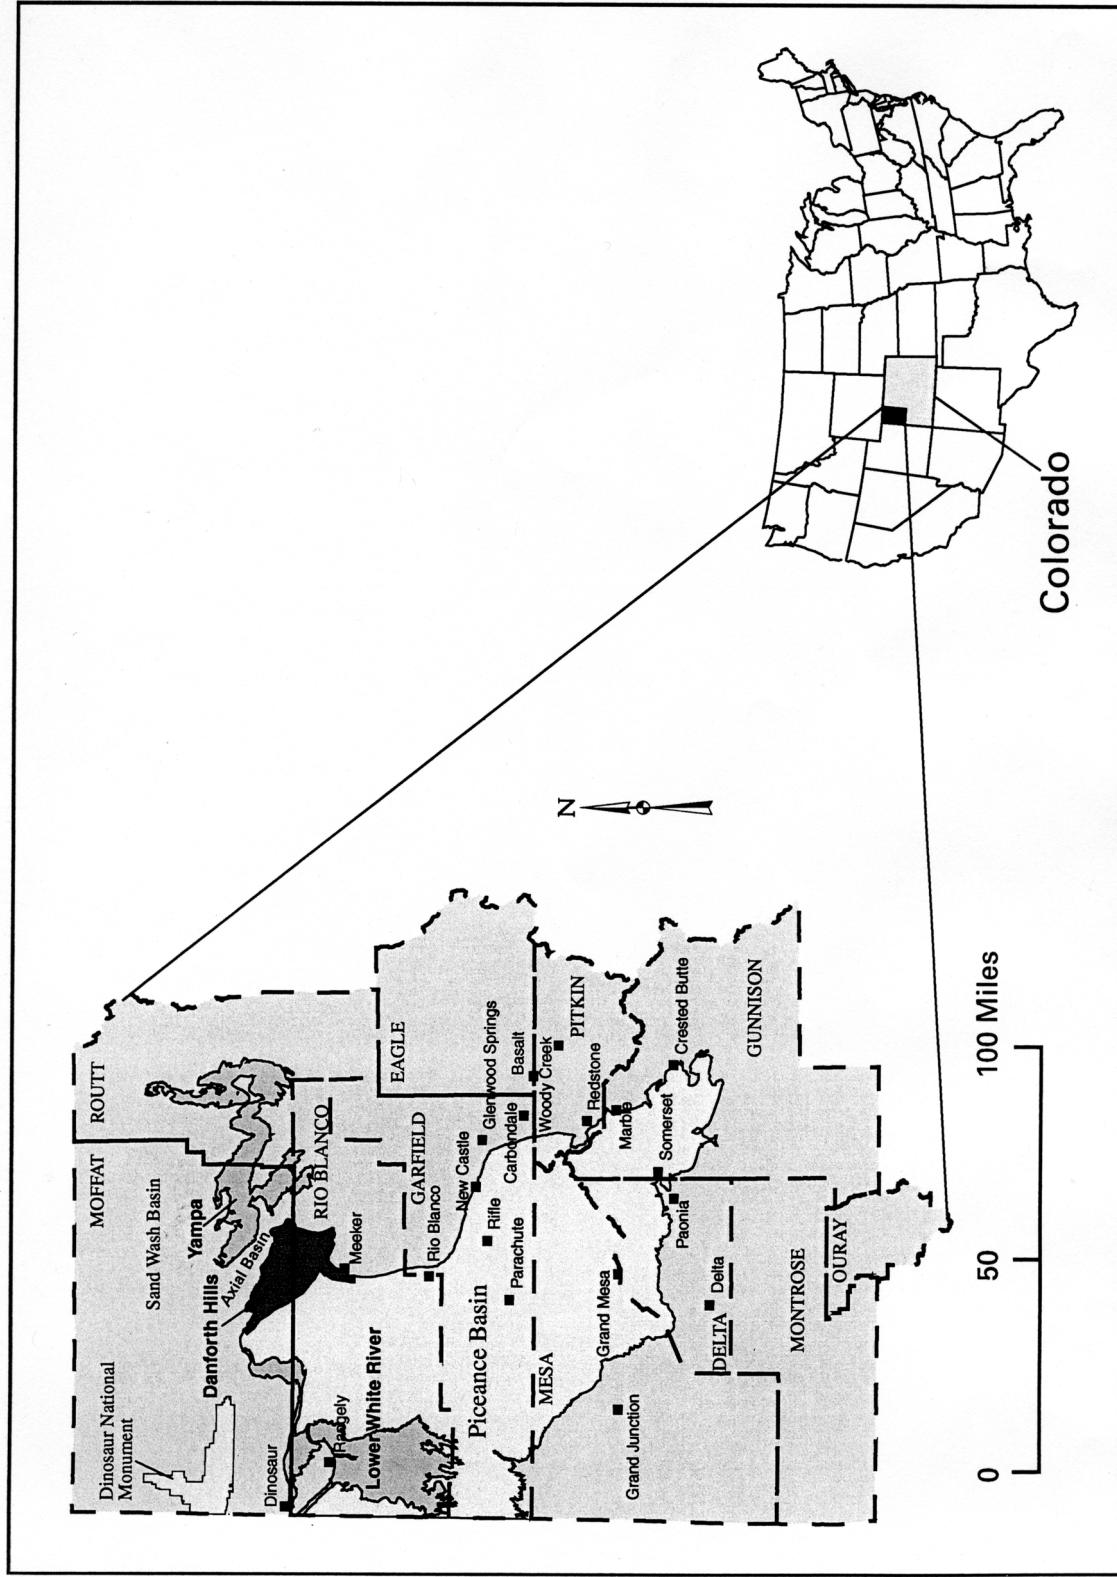 MOFFAT
ROUTT
Dinosaur National
Monument
Sand Wash Basin
Yampa
Danforth Hills
Axial Basin
Dinosaur
RIO BLANCO
Rangely
Meeker
Lower White River
EAGLE
GARFIELD
Rio Blanco
New Castle
Glenwood Springs
Piceance Basin
Rifle
Carbondale
Basalt
Parachute
Woody Creek
MESA
PITKIN
Redstone
Grand Mesa
Marble
Grand Junction
Somerset
Crested Butte
Paonia
Delta
DELTA
GUNNISON
MONTROSE
OURAY
N
0
50
100 Miles
Colorado